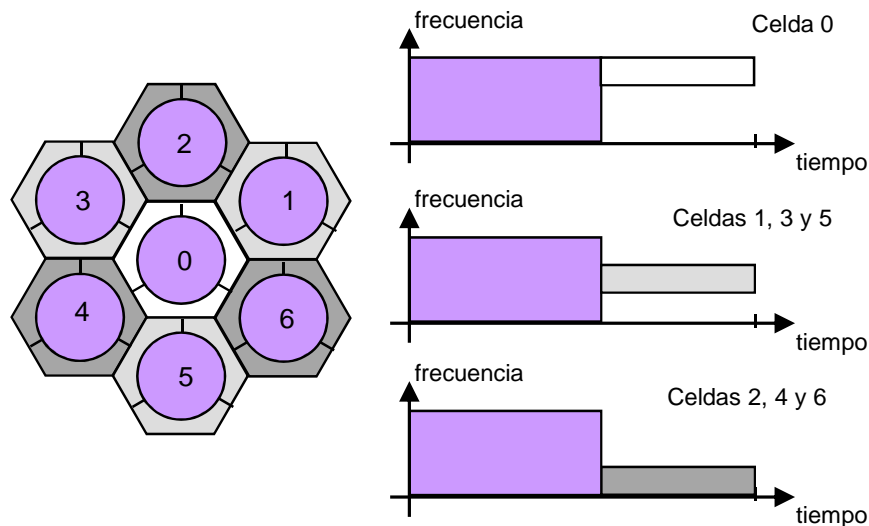 frecuencia
Celda 0
tiempo
2
3
1
0
4
6
5
frecuencia
Celdas 1, 3 y 5
tiempo
frecuencia
Celdas 2, 4 y 6
tiempo